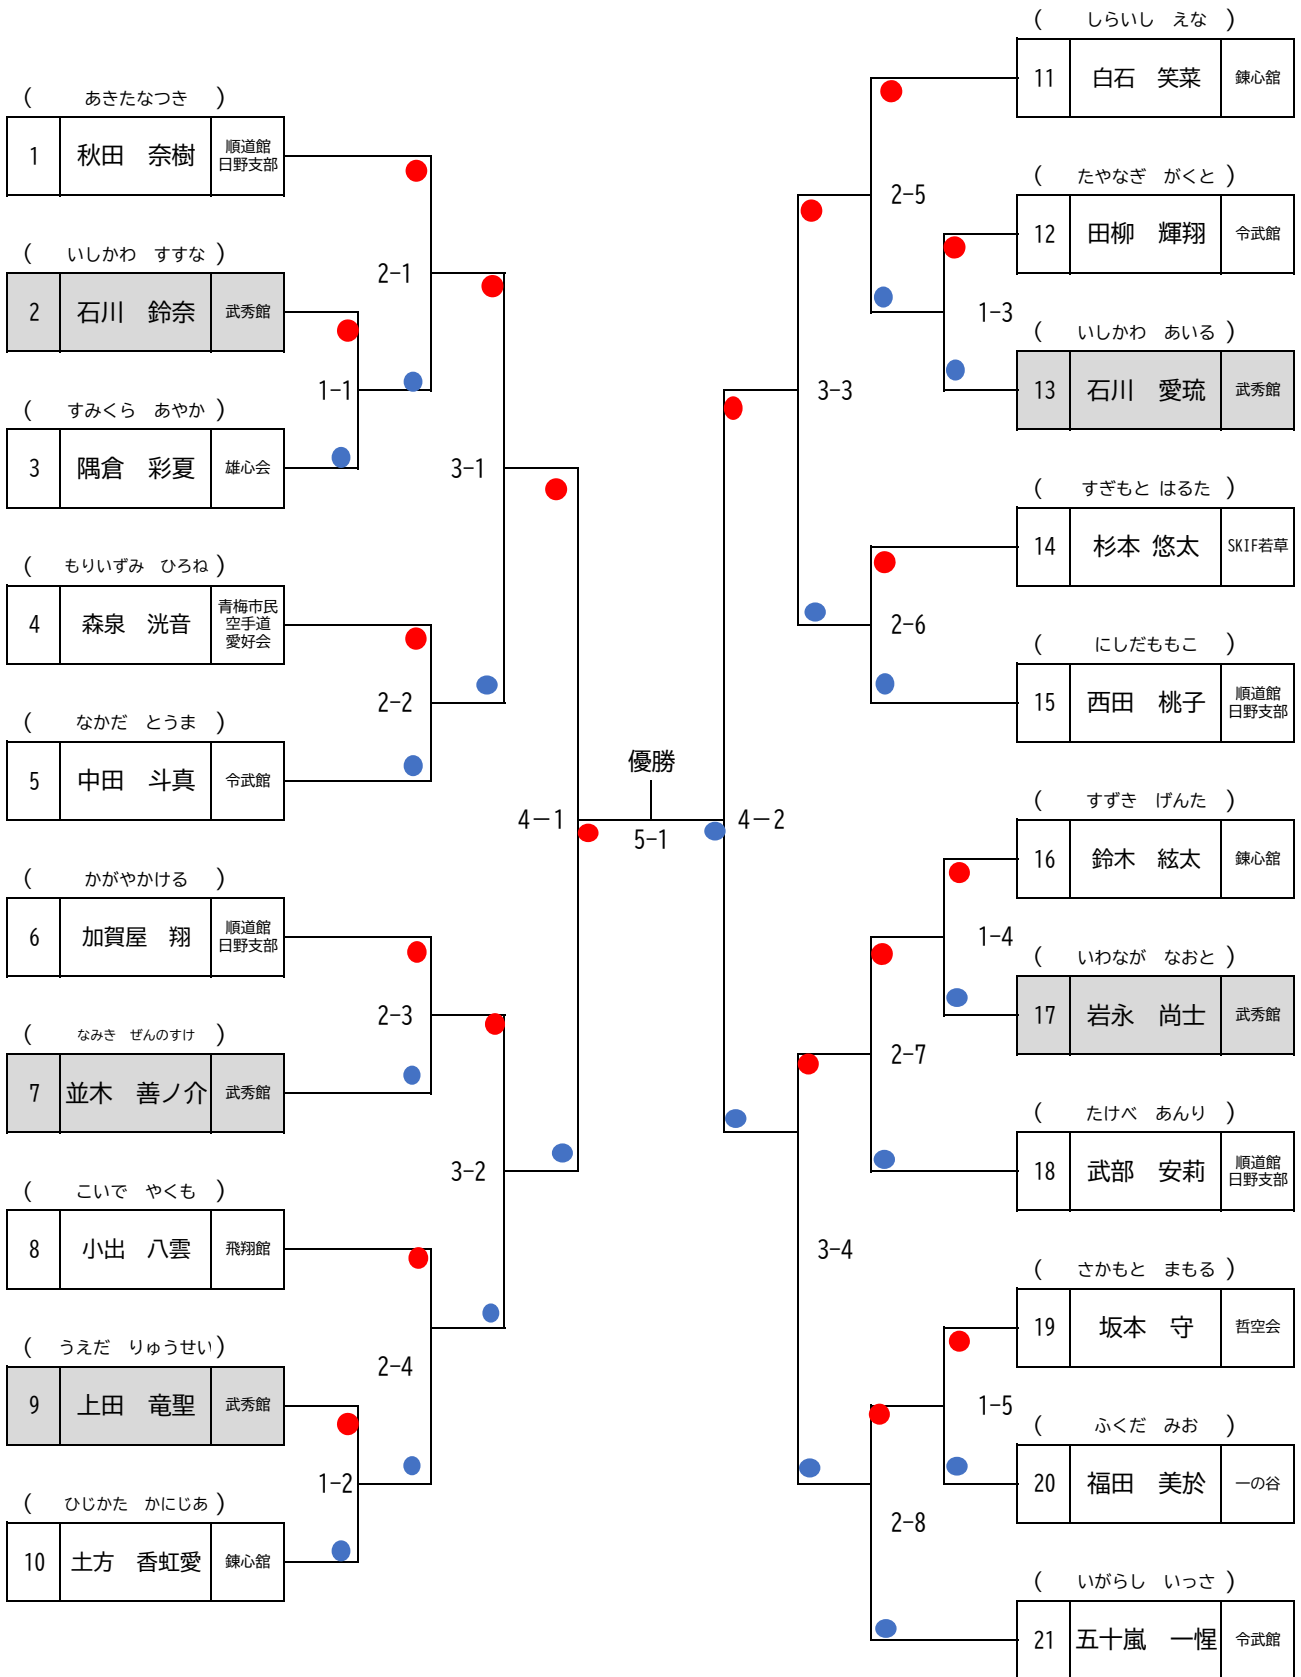 (　あきたなつき　)
1　秋田　奈樹　順道館
日野支部
(　いしかわ　すすな　)
2　石川　鈴奈　武秀館
(　すみくら　あやか　)
3　隅倉　彩夏　雄心会
(　もりいずみ　ひろね　)
4　森泉　洸音　青梅市民
空手道
愛好会
(　なかだ　とうま　)
5　中田　斗真　令武館
(　かがやかける　)
6　加賀屋　翔　順道館
日野支部
(　なみき　ぜんのすけ　)
7　並木　善ノ介　武秀館
(　こいで　やくも　)
8　小出　八雲　飛翔館
(　うえだ　りゅうせい　)
9　上田　竜聖　武秀館
(　ひじかた　かにじあ　)
10　土方　香虹愛　錬心舘
1-1
1-2
2-1
2-2
2-3
2-4
3-1
3-2
4－1
優勝
5-1
4－2
3-3
3-4
2-5
2-6
2-7
2-8
1-3
1-4
1-5
(　しらいし　えな　)
11　白石　笑菜　錬心舘
(　たやなぎ　がくと　)
12　田柳　輝翔　令武館
(　いしかわ　あいる　)
13　石川　愛琉　武秀館
(　すぎもと はるた　)
14　杉本 悠太　SKIF若草
(　にしだももこ　)
15　西田　桃子　順道館
日野支部
(　すずき　げんた　)
16　鈴木　絃太　錬心舘
(　いわなが　なおと　)
17　岩永　尚士　武秀館
(　たけべ　あんり　)
18　武部　安莉　順道館
日野支部
(　さかもと　まもる　)
19　坂本　守　哲空会
(　ふくだ　みお　)
20　福田　美於　一の谷
(　いがらし　いっさ　)
21　五十嵐　一惺　令武館